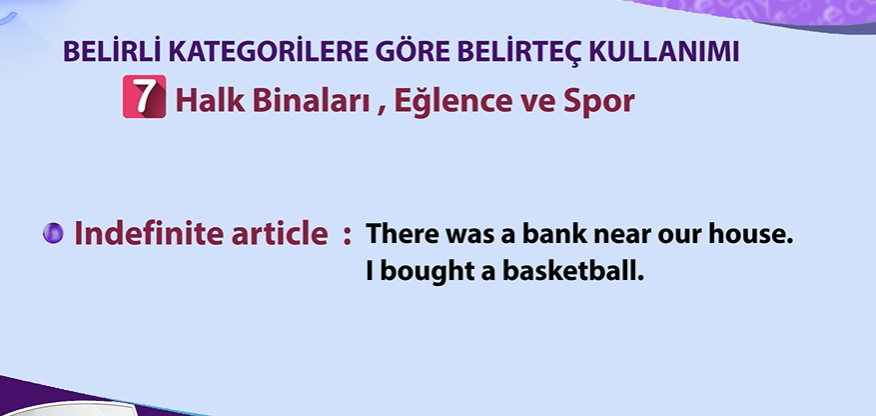 BELİRLİ KATEGORİLERE GÖRE BELİRTEÇ KULLANIMI
7 Halk Binaları , Eğlence ve Spor
Indefinite article : There was a bank near our house.
I bought a basketball.